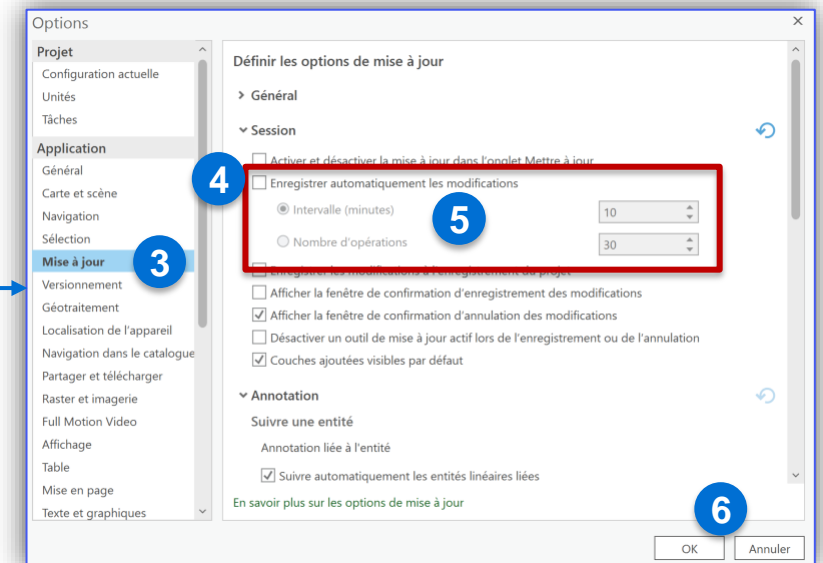 Options
Projet
Configuration actuelle
Unités
Tâches
Application
Général
Carte et scène
Navigation
Sélection
Mise à jour
3
Versionnement
Géotraitement
Localisation de l'appareil
Navigation dans le catalogue
Partager et télécharger
Raster et imagerie
Full Motion Video
Affichage
Table
Mise en page
Texte et graphiques
Définir les options de mise à jour
Général
Session
Activer et désactiver la mise à jour dans l'onglet Mettre à jour
4
Enregistrer automatiquement les modifications
Intervalle (minutes) 10
5
Nombre d'opérations 30
Enregistrer les modifications à l'enregistrement du projet
Afficher la fenêtre de confirmation d'enregistrement des modifications
Afficher la fenêtre de confirmation d'annulation des modifications
Désactiver un outil de mise à jour actif lors de l'enregistrement ou de l'annulation
Couches ajoutées visibles par défaut
Annotation
Suivre une entité
Annotation liée à l'entité
Suivre automatiquement les entités linéaires liées
En savoir plus sur les options de mise à jour
6
OK Annuler